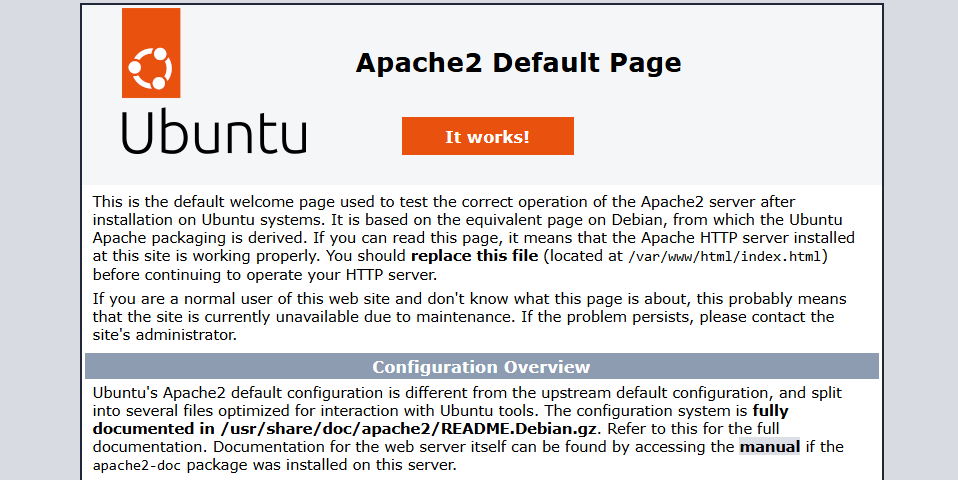 Apache2 Default Page
Ubuntu
It works!
This is the default welcome page used to test the correct operation of the Apache2 server after
installation on Ubuntu systems. It is based on the equivalent page on Debian, from which the Ubuntu
Apache packaging is derived. If you can read this page, it means that the Apache HTTP server installed
at this site is working properly. You should replace this file (located at /var/www/html/index.html)
before continuing to operate your HTTP server.
If you are a normal user of this web site and don't know what this page is about, this probably means
that the site is currently unavailable due to maintenance. If the problem persists, please contact the
site's administrator.
Configuration Overview
Ubuntu's Apache2 default configuration is different from the upstream default configuration, and split
into several files optimized for interaction with Ubuntu tools. The configuration system is fully
documented in /usr/share/doc/apache2/README.Debian.gz. Refer to this for the full
documentation. Documentation for the web server itself can be found by accessing the manual if the
apache2-doc package was installed on this server.